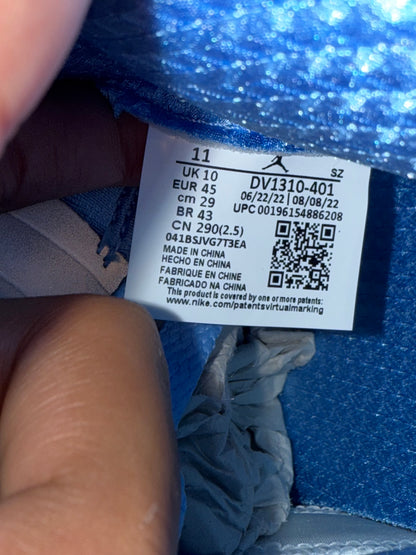 11
SZ
UK 10
DV1310-401
EUR 45
06/22/22 | 08/08/22
cm 29
UPC 00196154886208
BR 43
CN 290(2.5)
041BSJVG7T3EA
MADE IN CHINA
HECHO EN CHINA
FABRIQUE EN CHINE
FABRICADO NA CHINA
This product is covered by one or more patents:
www.nike.com/patentsvirtualmarking